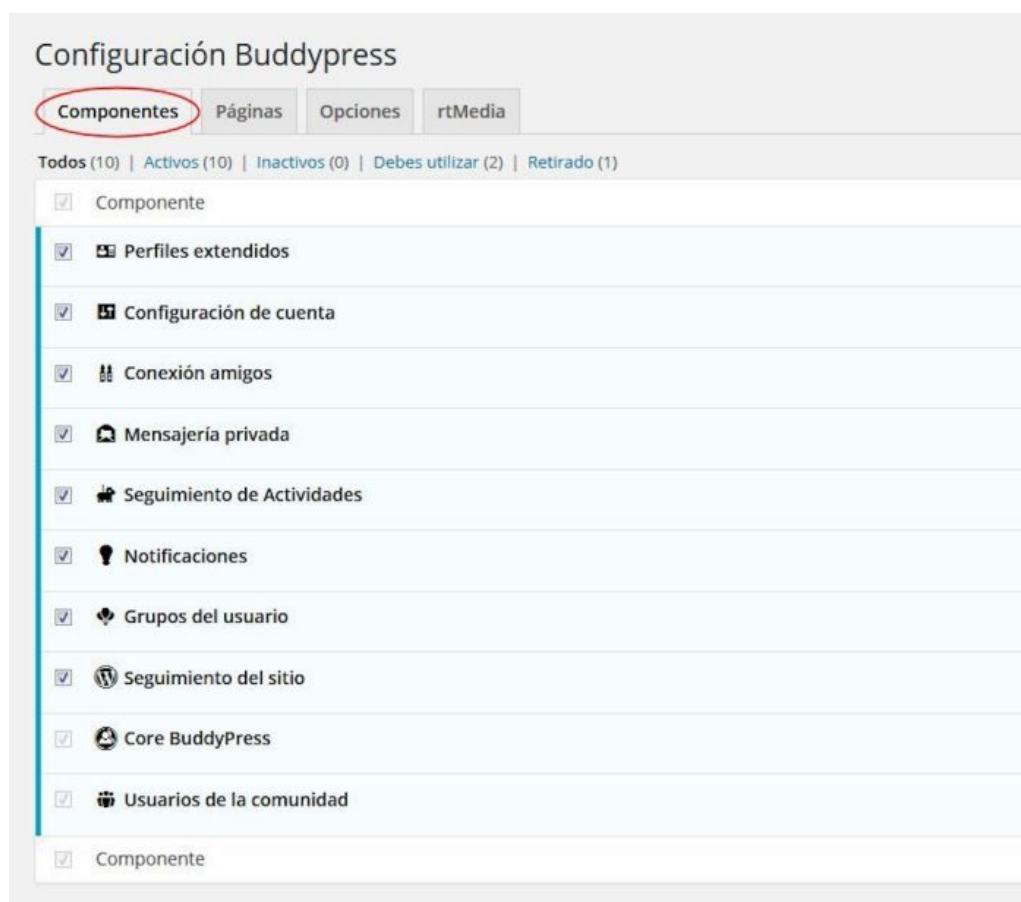 Configuración Buddypress
Componentes Páginas Opciones rtMedia
Todos (10) | Activos (10) | Inactivos (0) | Debes utilizar (2) | Retirado (1)
Componente
Perfiles extendidos
Configuración de cuenta
Conexión amigos
Mensajería privada
Seguimiento de Actividades
Notificaciones
Grupos del usuario
Seguimiento del sitio
Core BuddyPress
Usuarios de la comunidad
Componente